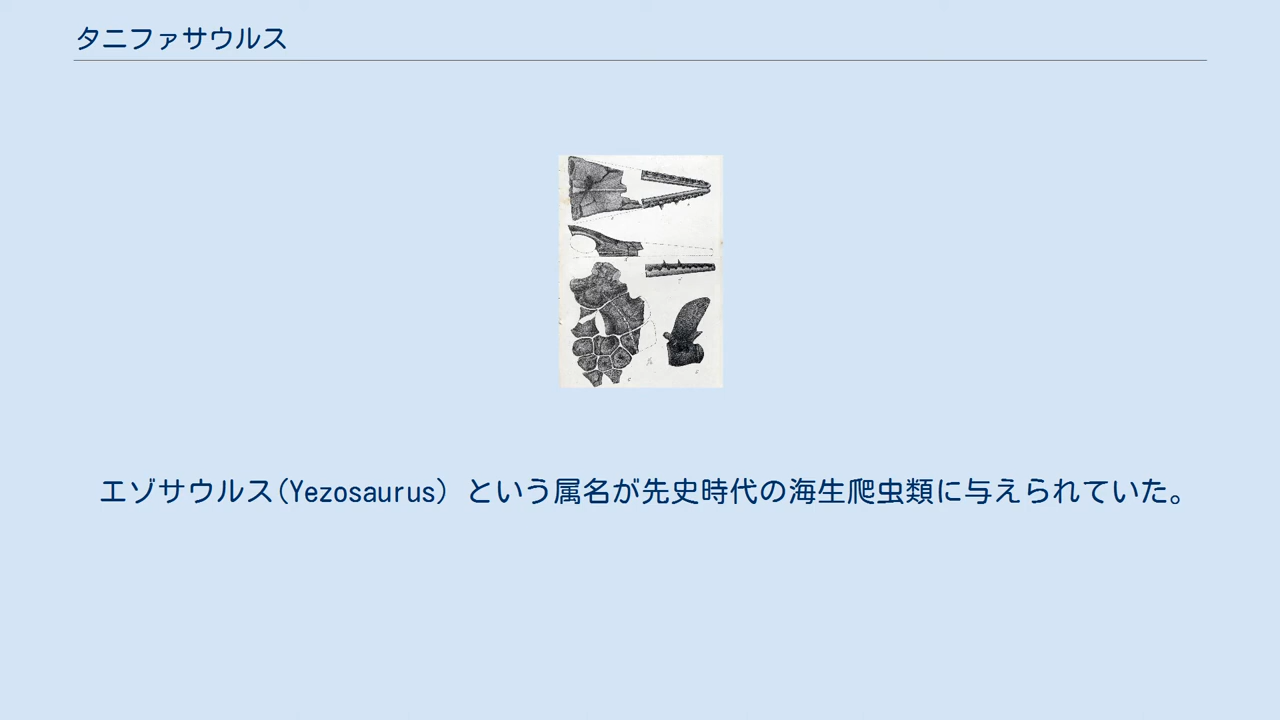 タニファサウルス
エゾサウルス(Yezosaurus) という属名が先史時代の海生爬虫類に与えられていた。